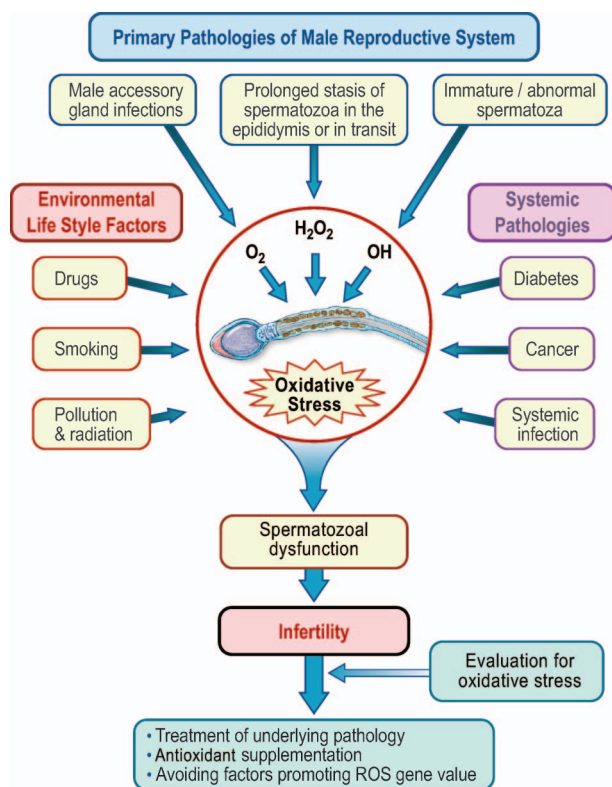 Primary Pathologies of Male Reproductive System
Male accessory
gland infections
Prolonged stasis of
spermatozoa in the
epididymis or in transit
Immature / abnormal
spermatoza
Environmental
Life Style Factors
Systemic
Pathologies
H₂O₂
O₂
OH
Drugs
Diabetes
Smoking
Cancer
Oxidative
Stress
Pollution
& radiation
Systemic
infection
Spermatozoal
dysfunction
Infertility
Evaluation for
oxidative stress
• Treatment of underlying pathology
• Antioxidant supplementation
• Avoiding factors promoting ROS gene value